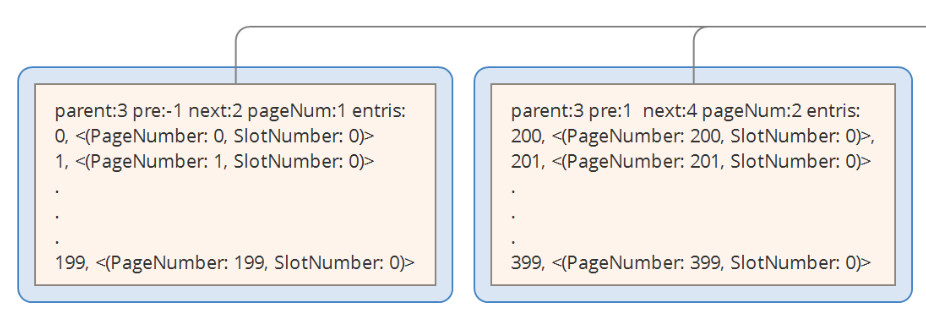 parent:3 pre:-1 next:2 pageNum:1 entris:
0, <(PageNumber: 0, SlotNumber: 0)>
1, <(PageNumber: 1, SlotNumber: 0)>
.
.
.
199, <(PageNumber: 199, SlotNumber: 0)>
parent:3 pre:1  next:4 pageNum:2 entris:
200, <(PageNumber: 200, SlotNumber: 0)>,
201, <(PageNumber: 201, SlotNumber: 0)>
.
.
.
399, <(PageNumber: 399, SlotNumber: 0)>